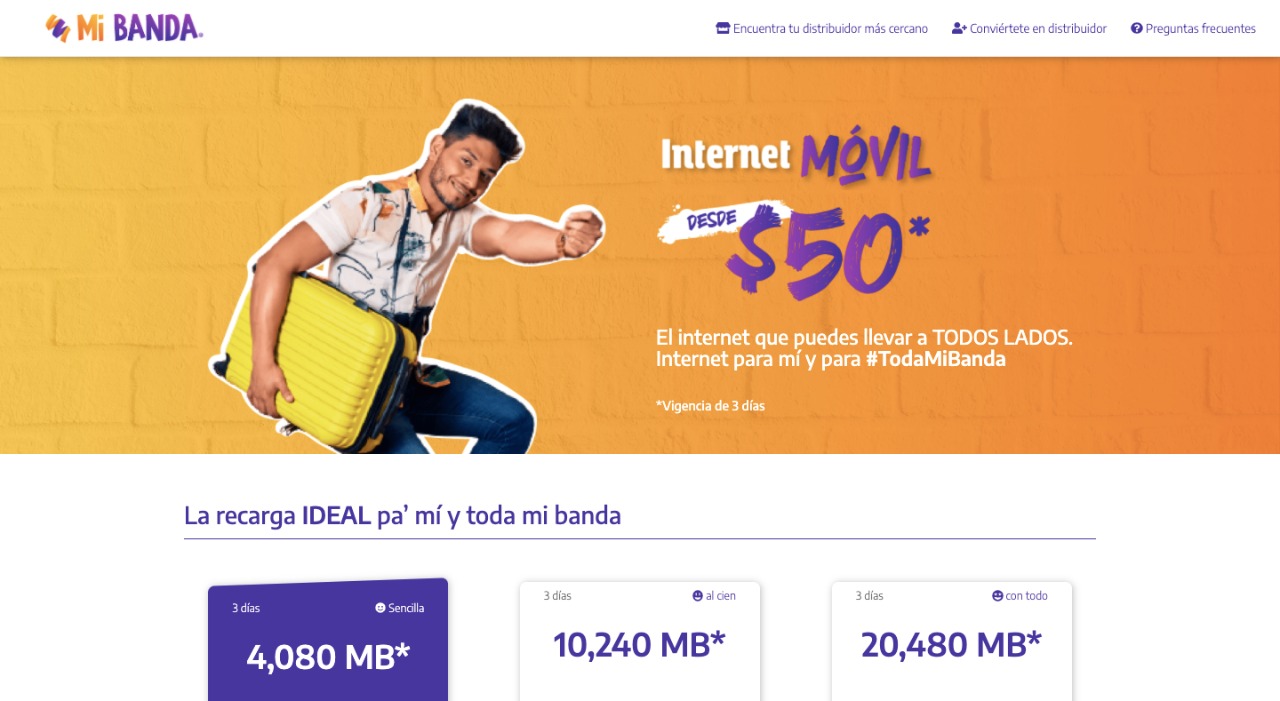 Mi BANDA.
Encuentra tu distribuidor más cercano
Conviértete en distribuidor
Preguntas frecuentes
Internet MÓVIL
DESDE
$50*
El internet que puedes llevar a TODOS LADOS.
Internet para mí y para #TodaMiBanda
*Vigencia de 3 días
La recarga IDEAL pa’ mí y toda mi banda
3 días
Sencilla
4,080 MB*
3 días
al cien
10,240 MB*
3 días
con todo
20,480 MB*